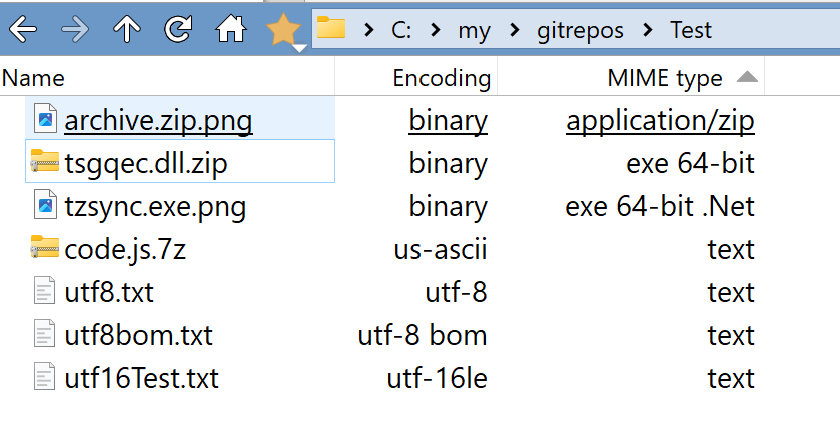 C: my gitrepos Test
Name Encoding MIME type
archive.zip.png binary application/zip
tsgqec.dll.zip binary exe 64-bit
tzsync.exe.png binary exe 64-bit .Net
code.js.7z us-ascii text
utf8.txt utf-8 text
utf8bom.txt utf-8 bom text
utf16Test.txt utf-16le text